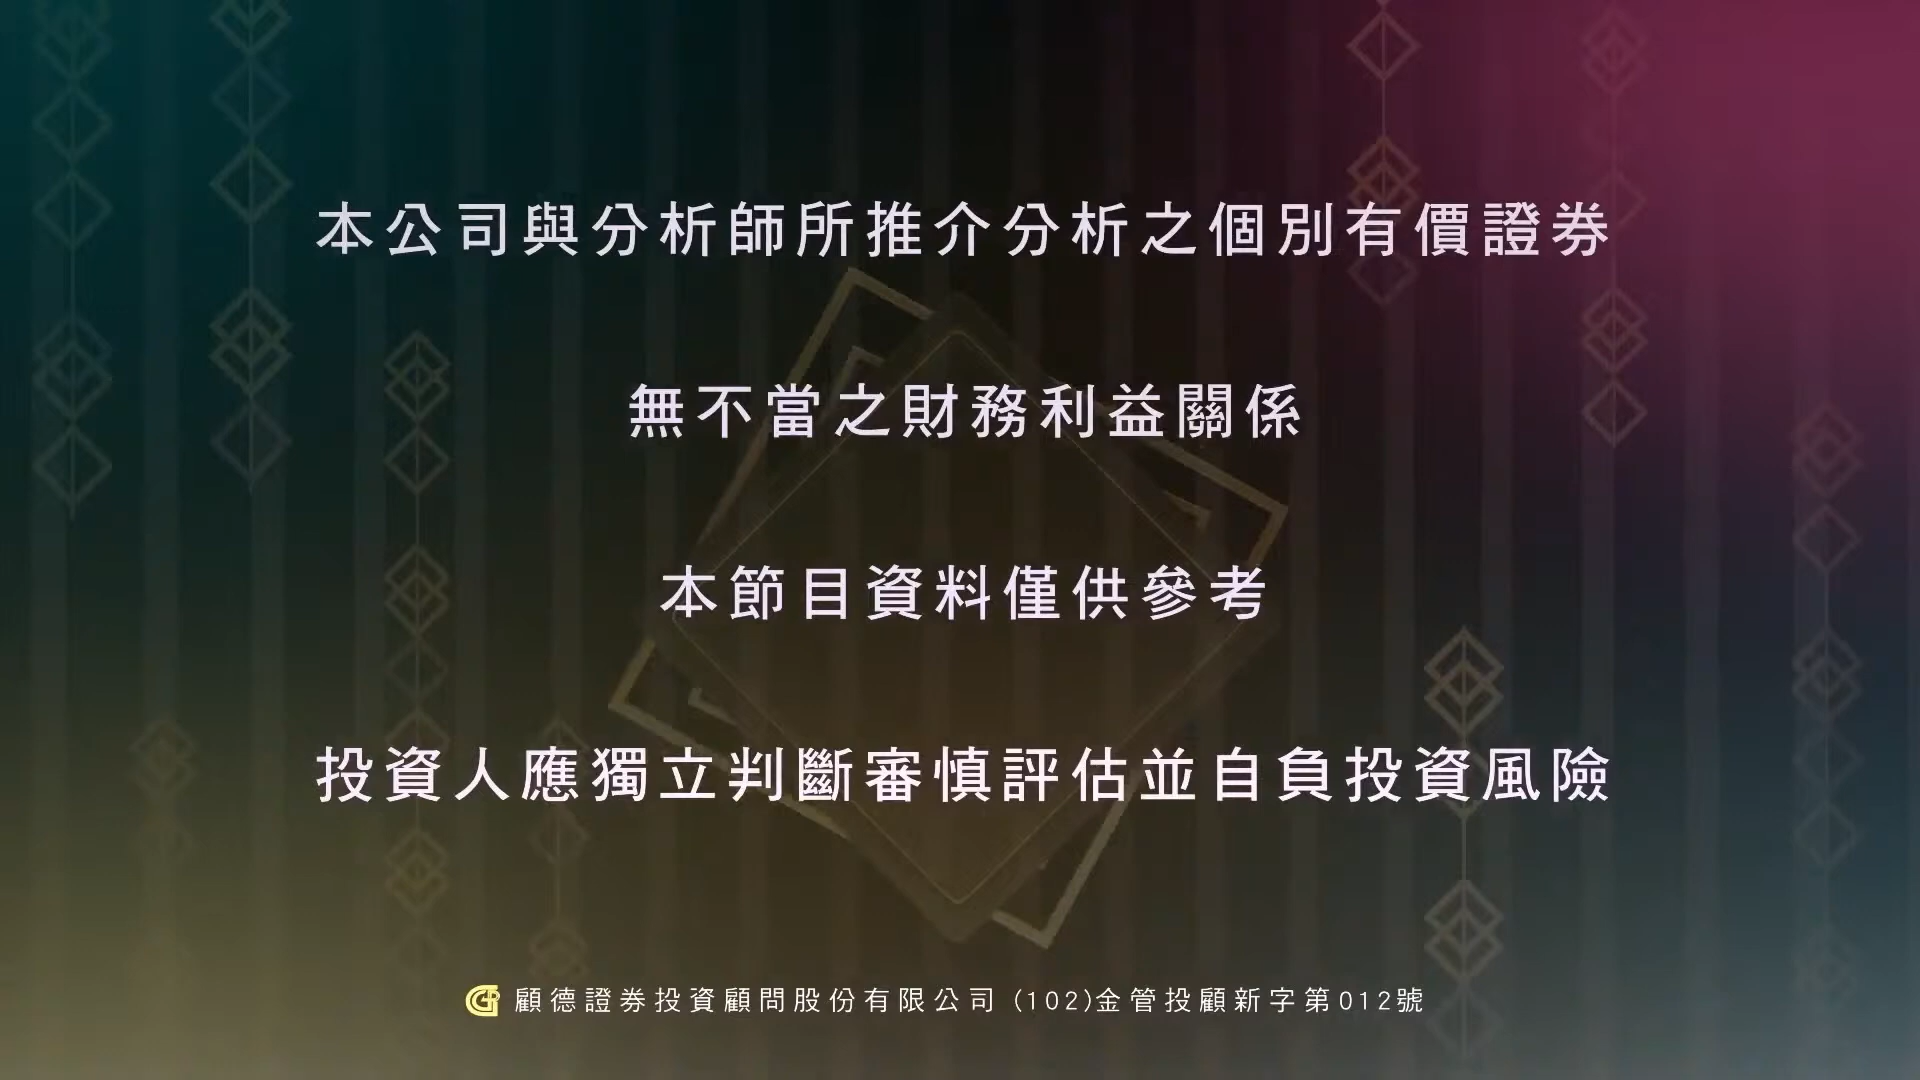 本公司與分析師所推介分析之個別有價證券
無不當之財務利益關係
本節目資料僅供參考
投資人應獨立判斷審慎評估並自負投資風險
顧德證券投資顧問股份有限公司 (102)金管投顧新字第012號